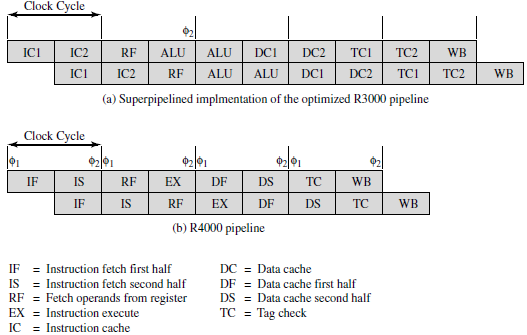 Clock Cycle
ϕ2
IC1 IC2 RF ALU ALU DC1 DC2 TC1 TC2 WB
IC1 IC2 RF ALU ALU DC1 DC2 TC1 TC2 WB
(a) Superpipelined implmentation of the optimized R3000 pipeline
Clock Cycle
ϕ1 ϕ2 ϕ1 ϕ2 ϕ1 ϕ2 ϕ1 ϕ2
IF IS RF EX DF DS TC WB
IF IS RF EX DF DS TC WB
(b) R4000 pipeline
IF = Instruction fetch first half
IS = Instruction fetch second half
RF = Fetch operands from register
EX = Instruction execute
IC = Instruction cache
DC = Data cache
DF = Data cache first half
DS = Data cache second half
TC = Tag check